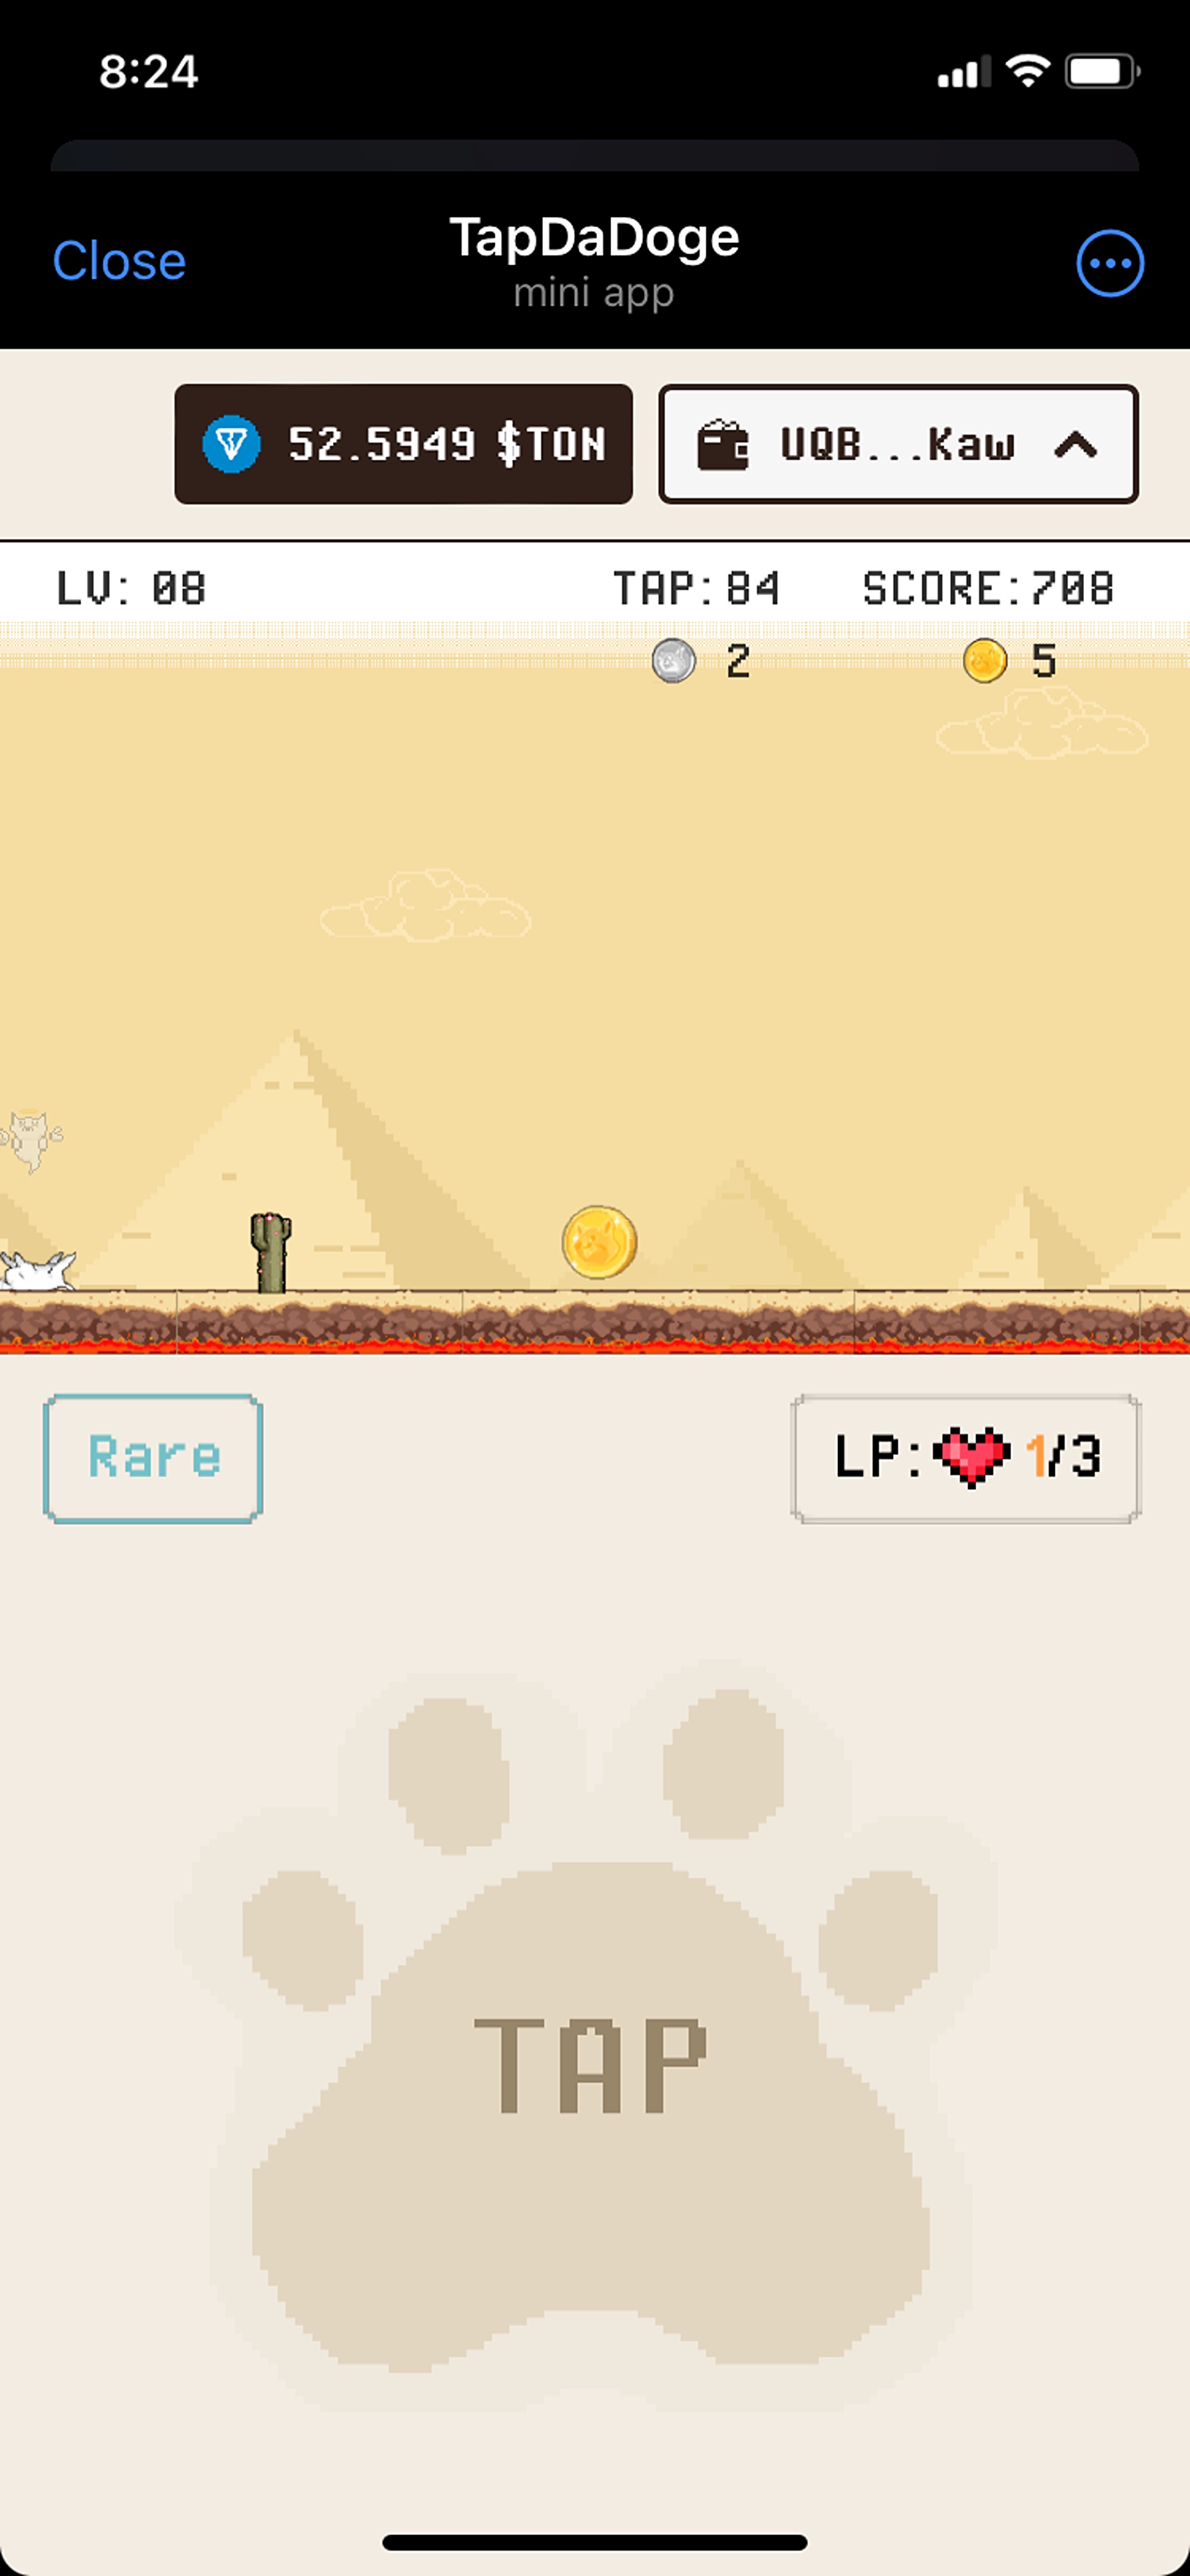 8:24
Close
TapDaDoge
mini app
52.5949 $TON
UQB...Kaw
LV: 08
TAP:84
SCORE:708
2
5
Rare
LP: 1/3
TAP